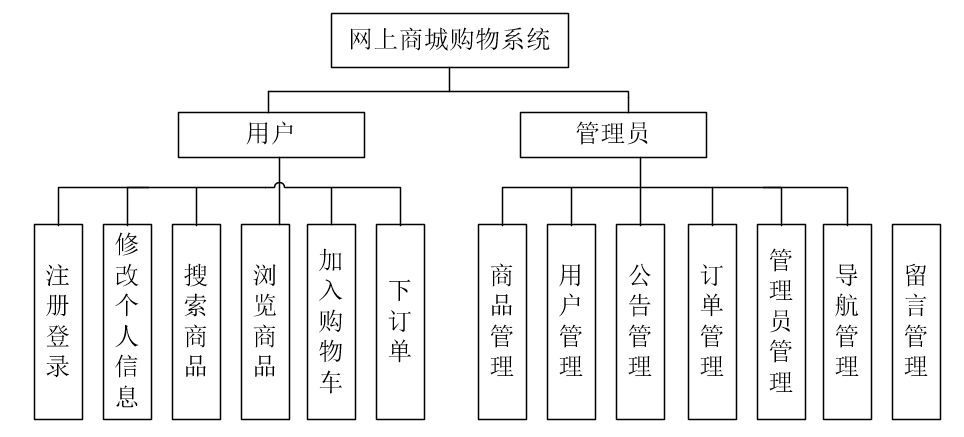 网上商城购物系统
用户
管理员
注册登录
修改个人信息
搜索商品
浏览商品
加入购物车
下订单
商品管理
用户管理
公告管理
订单管理
管理员管理
导航管理
留言管理